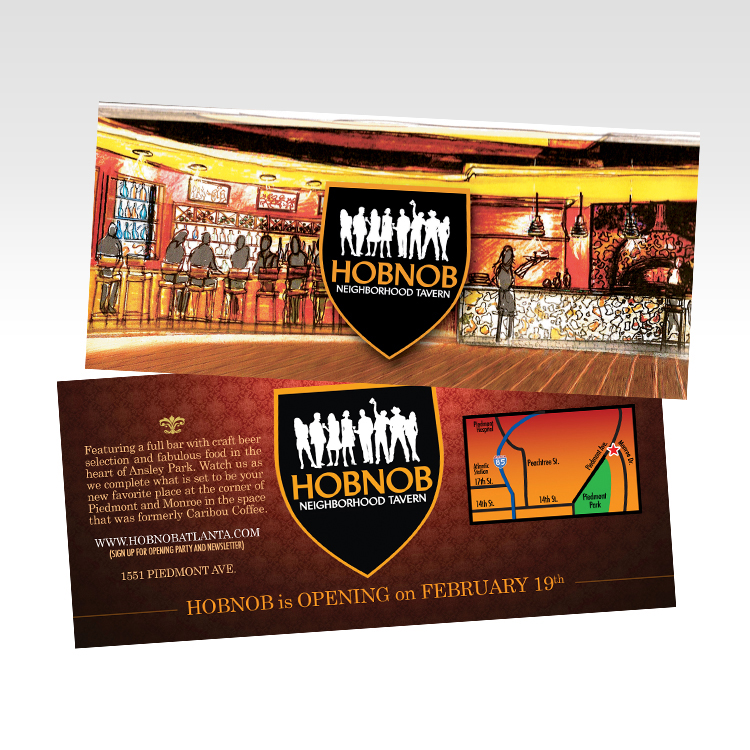 HOBNOB
NEIGHBORHOOD TAVERN
Featuring a full bar with craft beer
selection and fabulous food in the
heart of Ansley Park. Watch us as
we complete what is set to be your
new favorite place at the corner of
Piedmont and Monroe in the space
that was formerly Caribou Coffee.
WWW.HOBNOBATLANTA.COM
(SIGN UP FOR OPENING PARTY AND NEWSLETTER)
1551 PIEDMONT AVE.
HOBNOB
NEIGHBORHOOD TAVERN
Piedmont
Hospital
Atlantic
Station
85
17th St.
14th St.
Peachtree St.
14th St.
Piedmont Ave.
Monroe Dr.
Piedmont
Park
HOBNOB is OPENING on FEBRUARY 19th